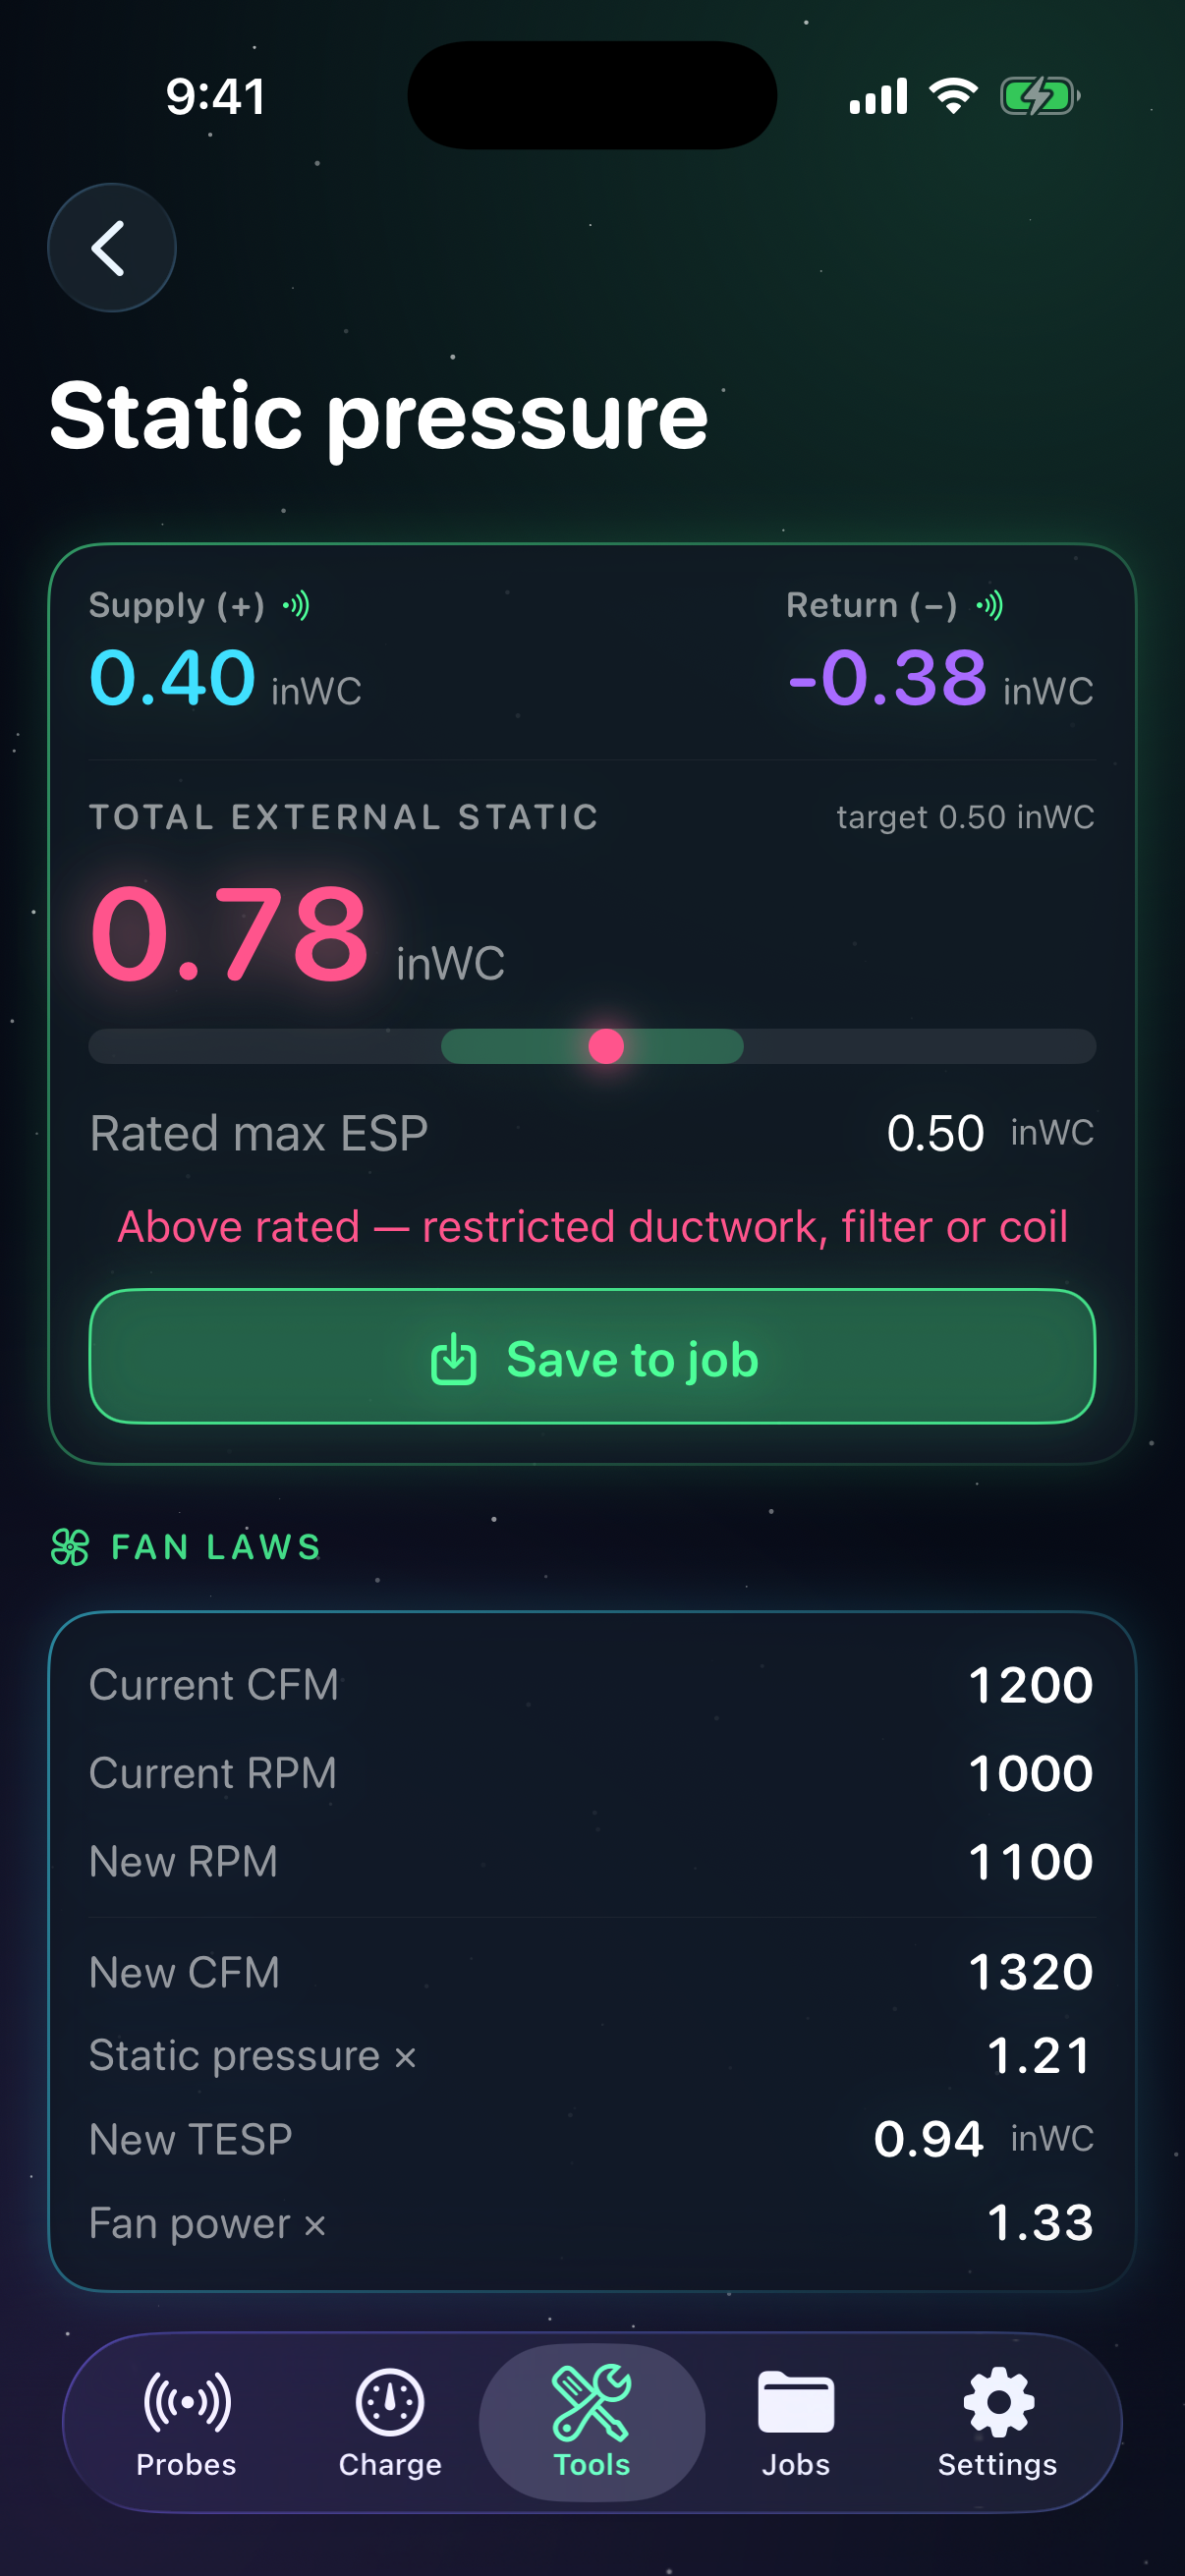 9:41
Static pressure
Supply (+) Return (−)
0.40 inWC -0.38 inWC
TOTAL EXTERNAL STATIC target 0.50 inWC
0.78 inWC
Rated max ESP 0.50 inWC
Above rated — restricted ductwork, filter or coil
Save to job
FAN LAWS
Current CFM 1200
Current RPM 1000
New RPM 1100
New CFM 1320
Static pressure × 1.21
New TESP 0.94 inWC
Fan power × 1.33
Probes Charge Tools Jobs Settings